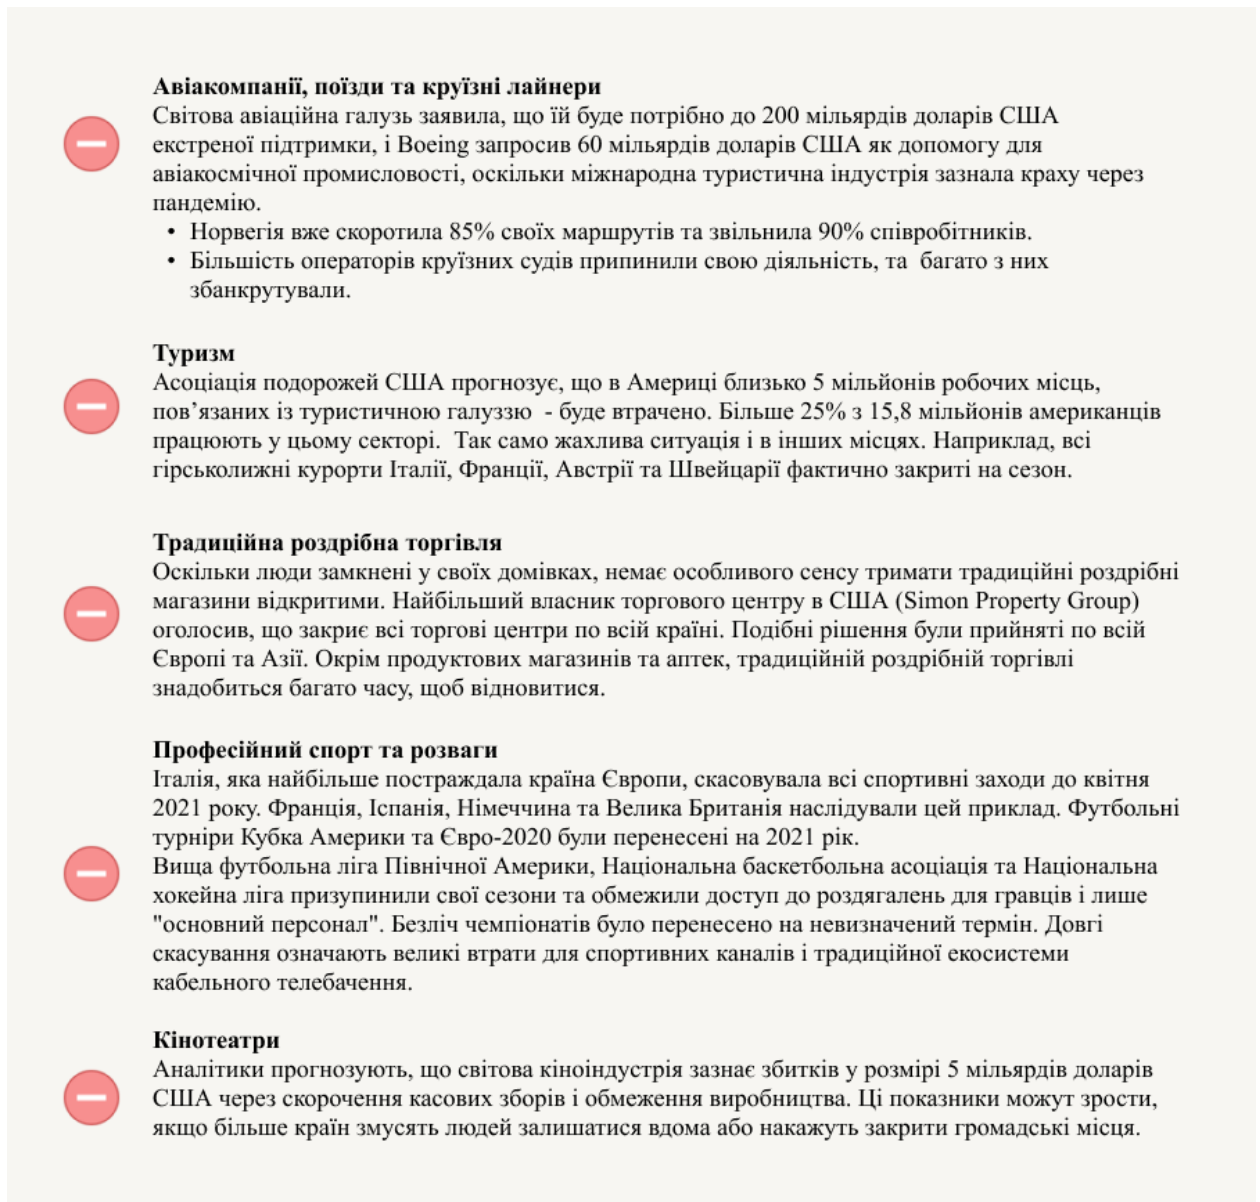 Авіакомпанії, поїзди та круїзні лайнери
Світова авіаційна галузь заявила, що їй буде потрібно до 200 мільярдів доларів США
екстреної підтримки, і Boeing запросив 60 мільярдів доларів США як допомогу для
авіакосмічної промисловості, оскільки міжнародна туристична індустрія зазнала краху через
пандемію.
• Норвегія вже скоротила 85% своїх маршрутів та звільнила 90% співробітників.
• Більшість операторів круїзних судів припинили свою діяльність, та  багато з них
збанкрутували.
Туризм
Асоціація подорожей США прогнозує, що в Америці близько 5 мільйонів робочих місць,
пов’язаних із туристичною галуззю  - буде втрачено. Більше 25% з 15,8 мільйонів американців
працюють у цьому секторі.  Так само жахлива ситуація і в інших місцях. Наприклад, всі
гірськолижні курорти Італії, Франції, Австрії та Швейцарії фактично закриті на сезон.
Традиційна роздрібна торгівля
Оскільки люди замкнені у своїх домівках, немає особливого сенсу тримати традиційні роздрібні
магазини відкритими. Найбільший власник торгового центру в США (Simon Property Group)
оголосив, що закриє всі торгові центри по всій країні. Подібні рішення були прийняті по всій
Європі та Азії. Окрім продуктових магазинів та аптек, традиційній роздрібній торгівлі
знадобиться багато часу, щоб відновитися.
Професійний спорт та розваги
Італія, яка найбільше постраждала країна Європи, скасовувала всі спортивні заходи до квітня
2021 року. Франція, Іспанія, Німеччина та Велика Британія наслідували цей приклад. Футбольні
турніри Кубка Америки та Євро-2020 були перенесені на 2021 рік.
Вища футбольна ліга Північної Америки, Національна баскетбольна асоціація та Національна
хокейна ліга призупинили свої сезони та обмежили доступ до роздягалень для гравців і лише
"основний персонал". Безліч чемпіонатів було перенесено на невизначений термін. Довгі
скасування означають великі втрати для спортивних каналів і традиційної екосистеми
кабельного телебачення.
Кінотеатри
Аналітики прогнозують, що світова кіноіндустрія зазнає збитків у розмірі 5 мільярдів доларів
США через скорочення касових зборів і обмеження виробництва. Ці показники можут зрости,
якщо більше країн змусять людей залишатися вдома або накажуть закрити громадські місця.